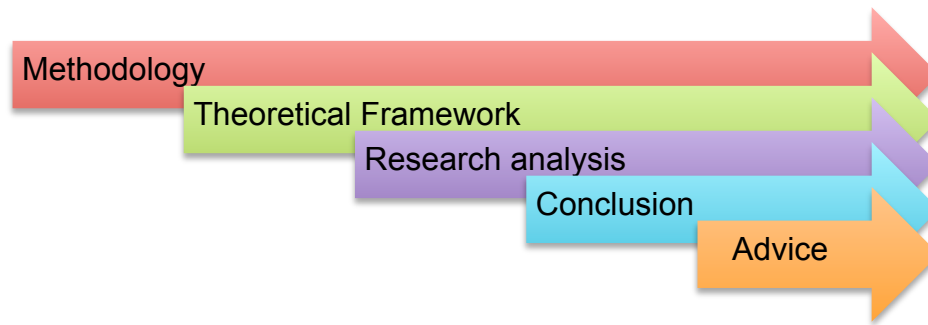 Methodology
Theoretical Framework
Research analysis
Conclusion
Advice